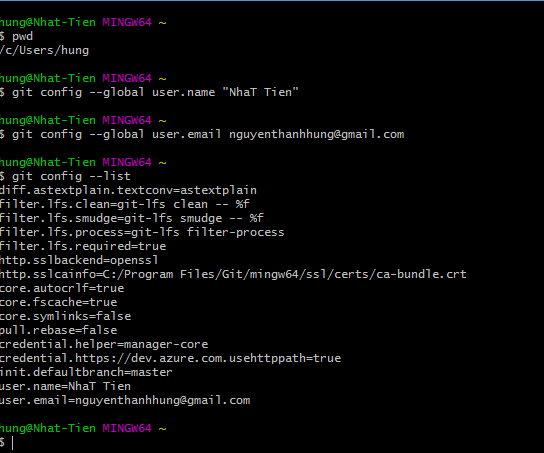 hung@Nhat-Tien MINGW64 ~
$ pwd
/c/Users/hung
hung@Nhat-Tien MINGW64 ~
$ git config --global user.name "NhaT Tien"
hung@Nhat-Tien MINGW64 ~
$ git config --global user.email nguyenthanhhung@gmail.com
hung@Nhat-Tien MINGW64 ~
$ git config --list
diff.astextplain.textconv=astextplain
filter.lfs.clean=git-lfs clean -- %f
filter.lfs.smudge=git-lfs smudge -- %f
filter.lfs.process=git-lfs filter-process
filter.lfs.required=true
http.sslbackend=openssl
http.sslcainfo=C:/Program Files/Git/mingw64/ssl/certs/ca-bundle.crt
core.autocrlf=true
core.fscache=true
core.symlinks=false
pull.rebase=false
credential.helper=manager-core
credential.https://dev.azure.com.usehttppath=true
init.defaultbranch=master
user.name=NhaT Tien
user.email=nguyenthanhhung@gmail.com
hung@Nhat-Tien MINGW64 ~
$